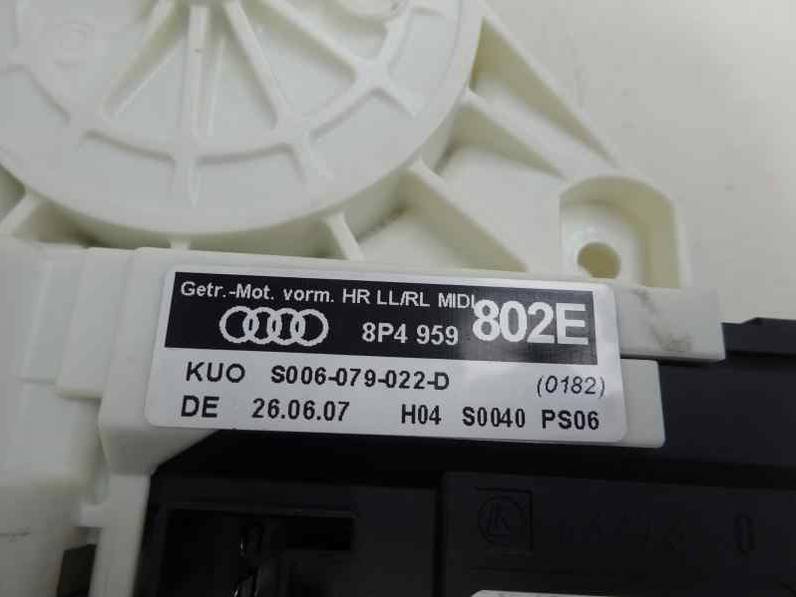 Getr.-Mot. vorm. HR LL/RL MIDI
8P4 959 802E
KUO S006-079-022-D (0182)
DE 26.06.07 H04 S0040 PS06